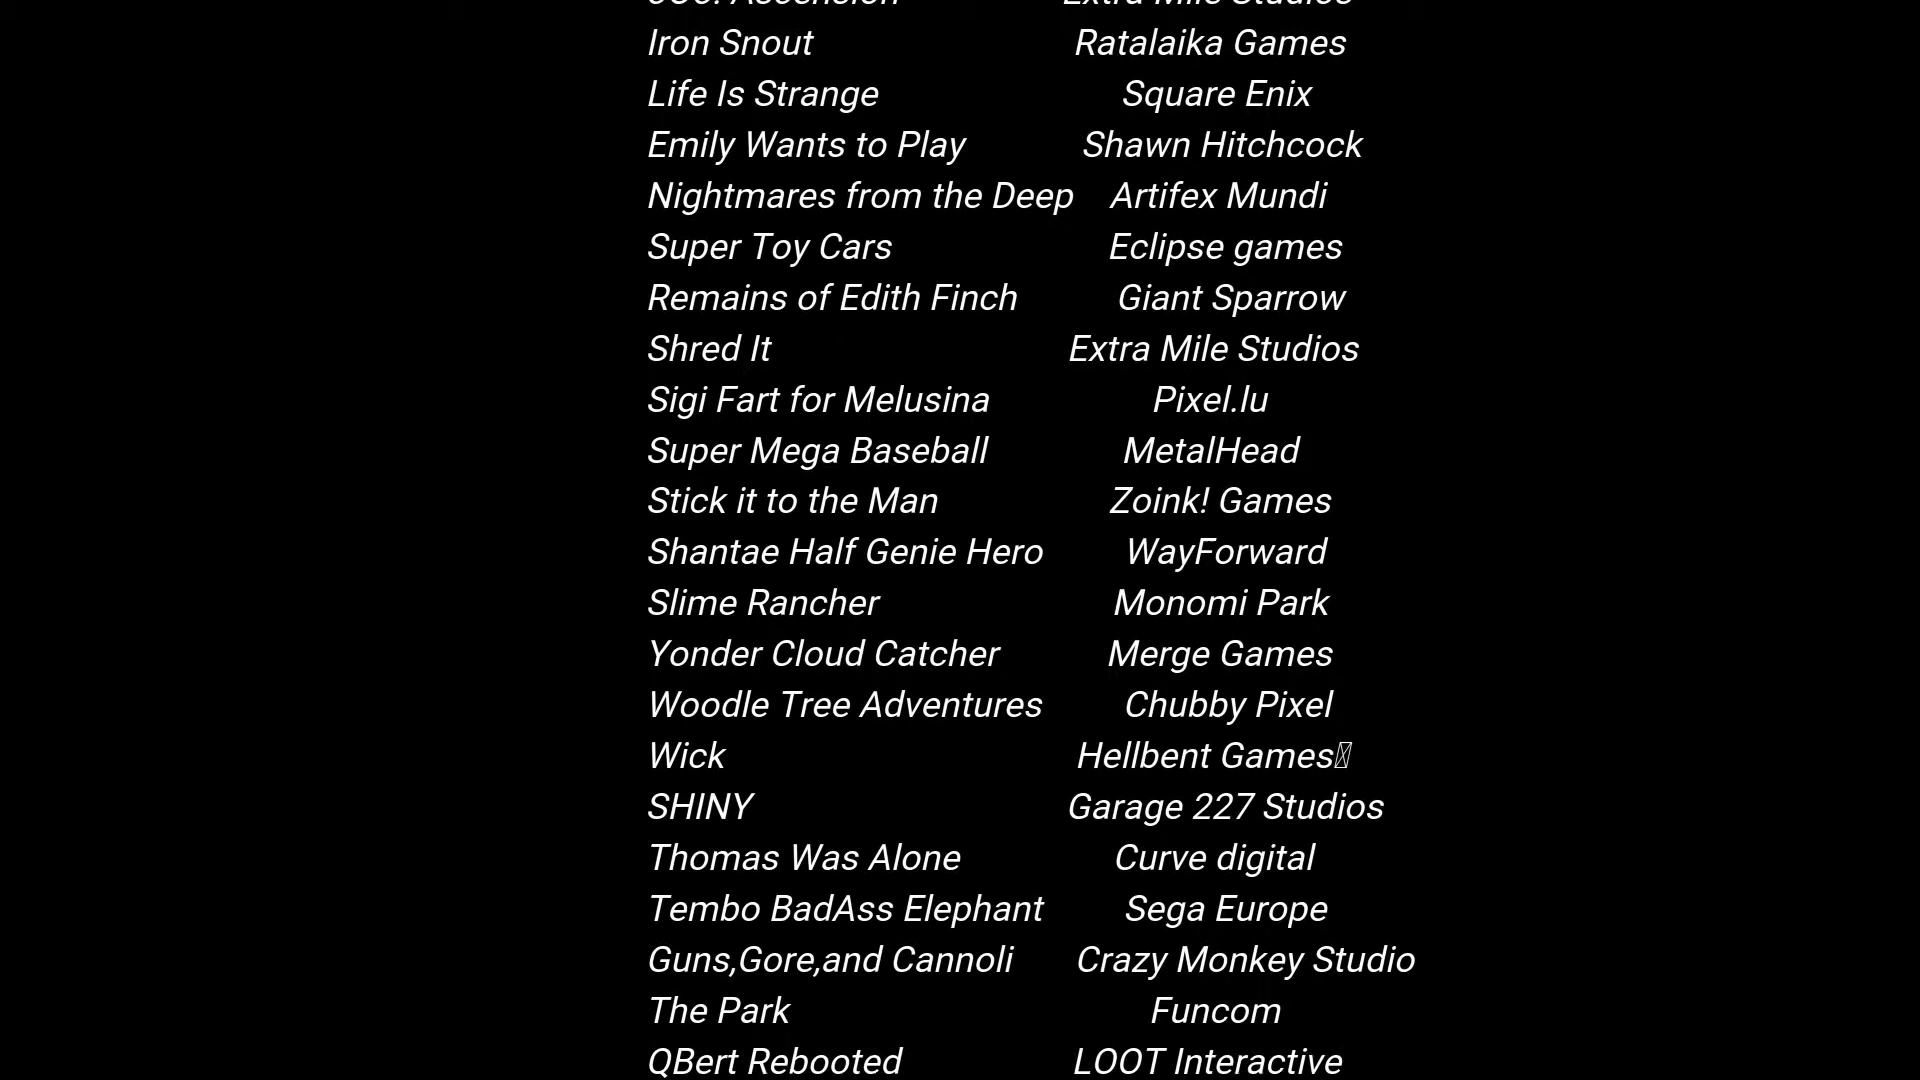 Ascension Extra Mile Studios
Iron Snout Ratalaika Games
Life Is Strange Square Enix
Emily Wants to Play Shawn Hitchcock
Nightmares from the Deep Artifex Mundi
Super Toy Cars Eclipse games
Remains of Edith Finch Giant Sparrow
Shred It Extra Mile Studios
Sigi Fart for Melusina Pixel.lu
Super Mega Baseball MetalHead
Stick it to the Man Zoink! Games
Shantae Half Genie Hero WayForward
Slime Rancher Monomi Park
Yonder Cloud Catcher Merge Games
Woodle Tree Adventures Chubby Pixel
Wick Hellbent Games
SHINY Garage 227 Studios
Thomas Was Alone Curve digital
Tembo BadAss Elephant Sega Europe
Guns,Gore,and Cannoli Crazy Monkey Studio
The Park Funcom
QBert Rebooted LOOT Interactive